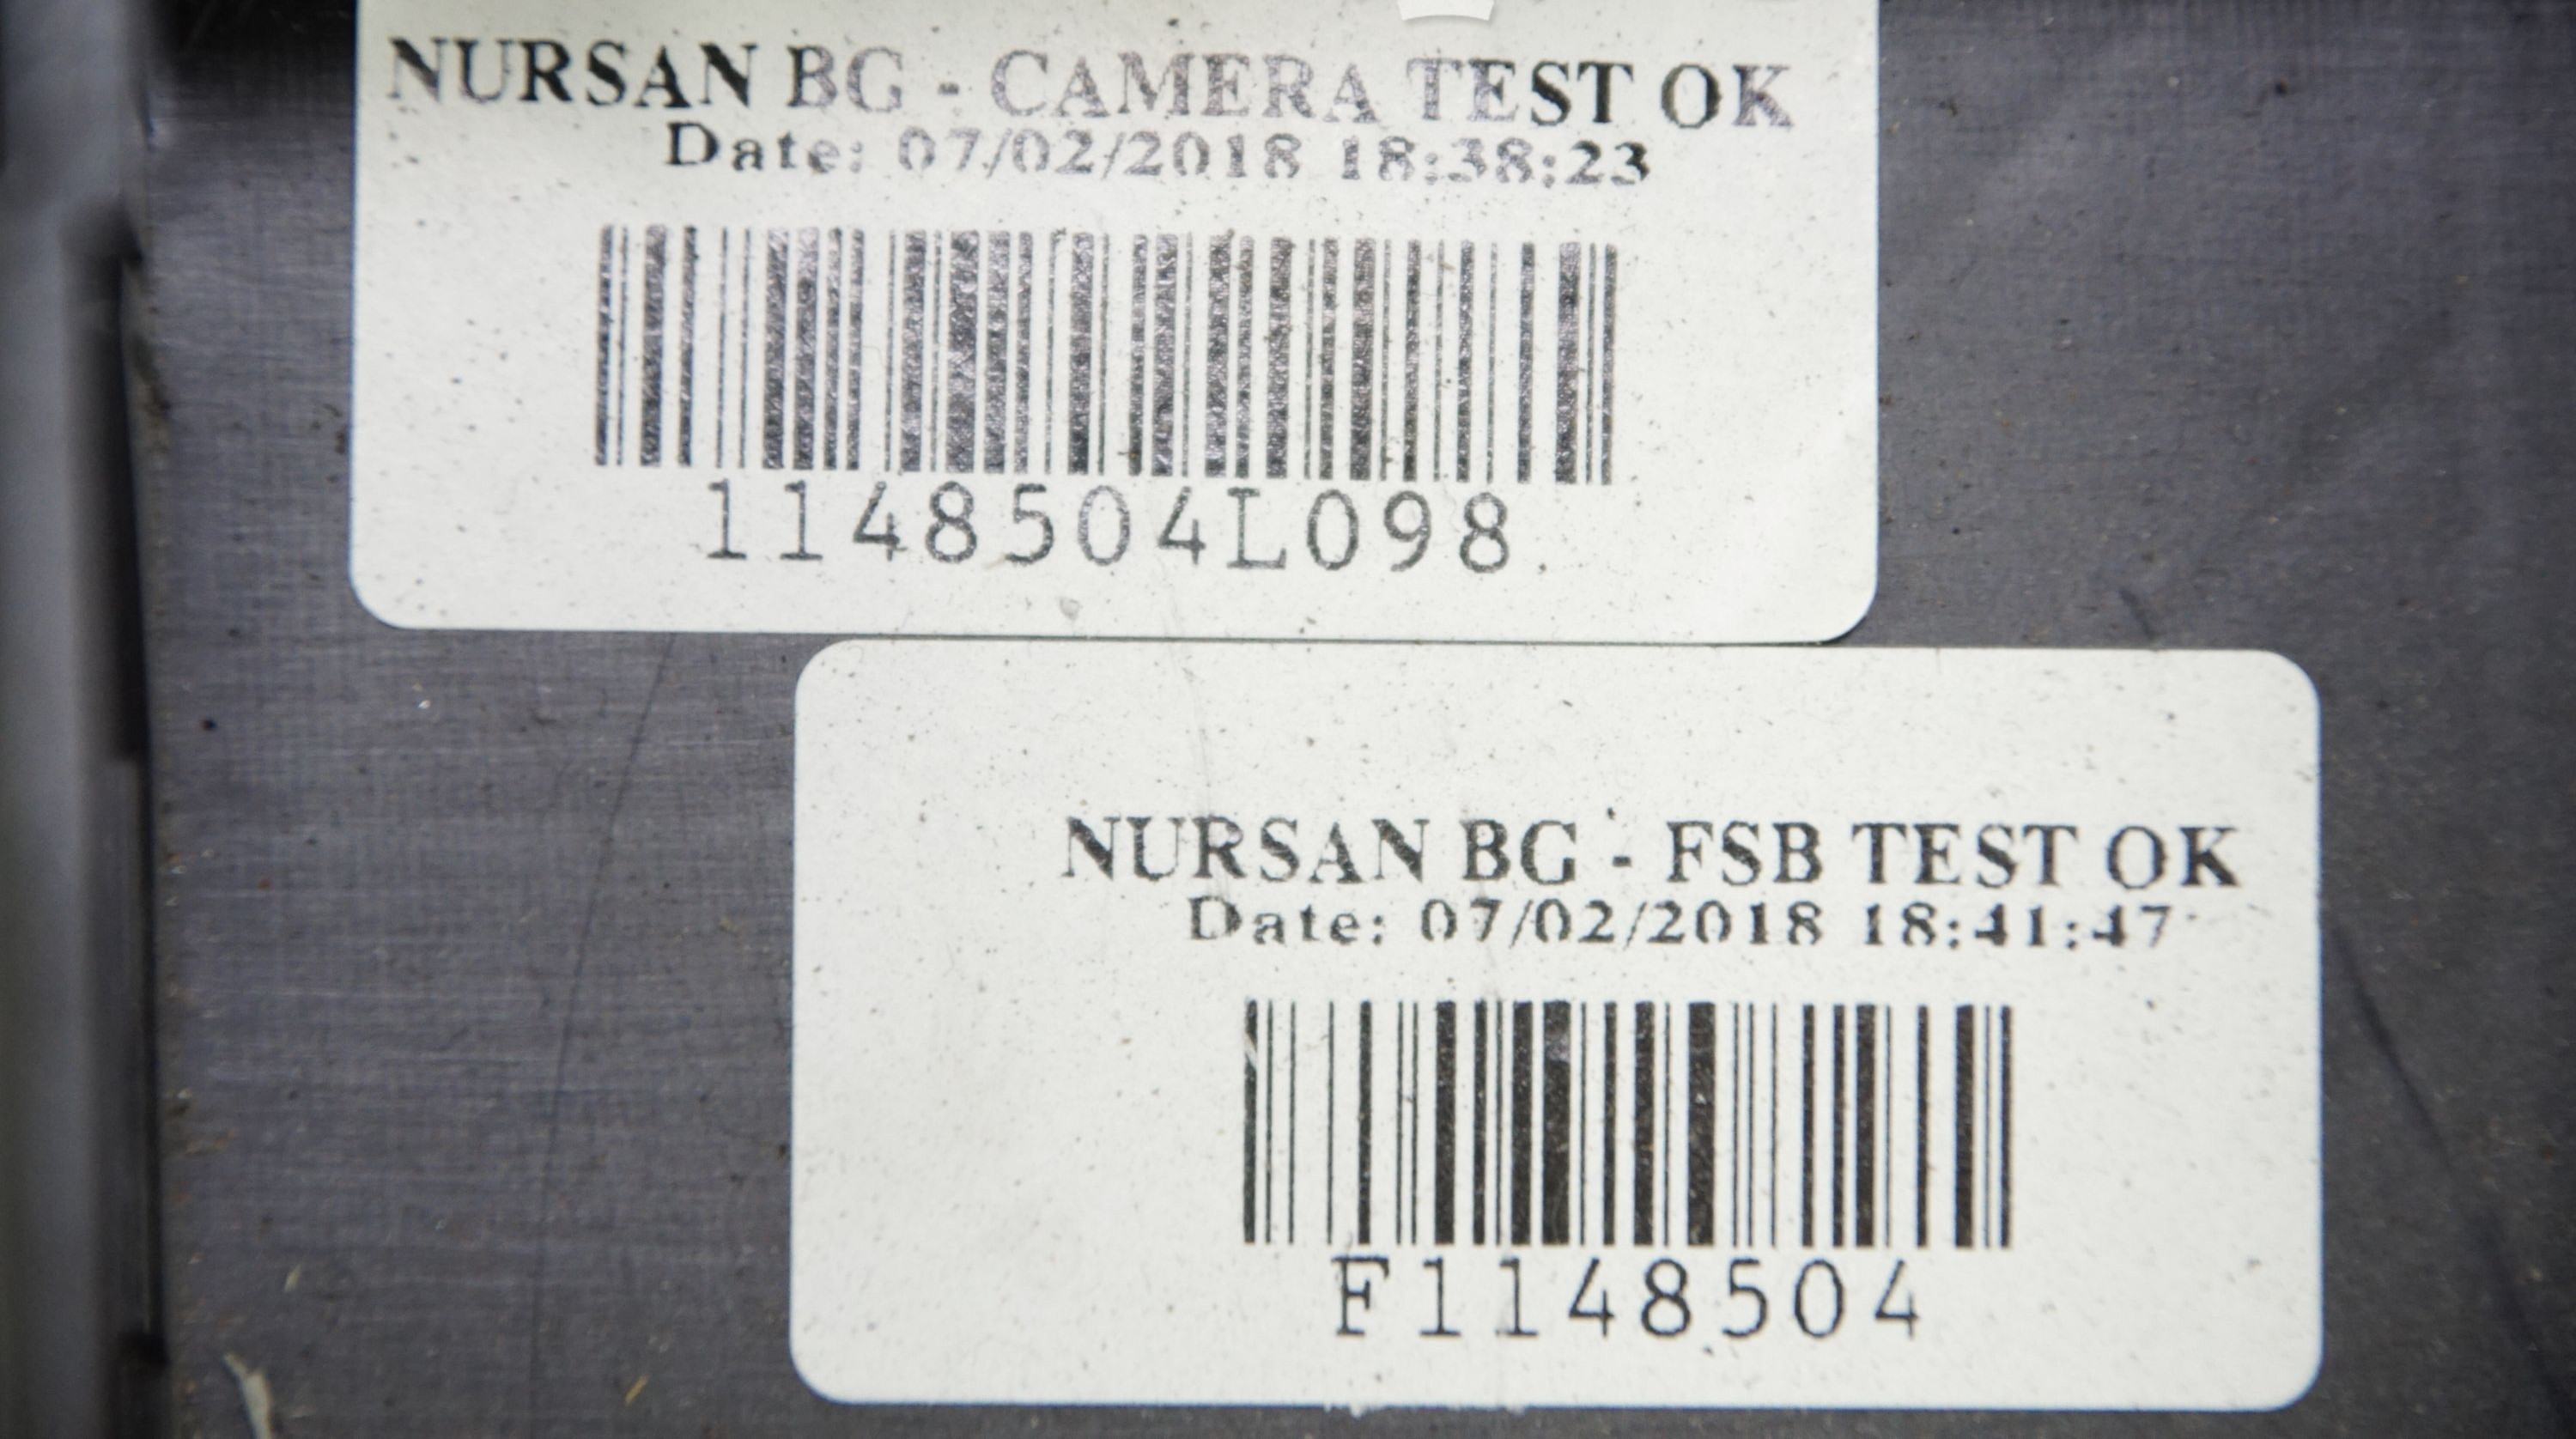 NURSAN BG - CAMERA TEST OK
Date: 07/02/2018 18:38:23
1148504L098
NURSAN BG - FSB TEST OK
Date: 07/02/2018 18:41:47
F1148504